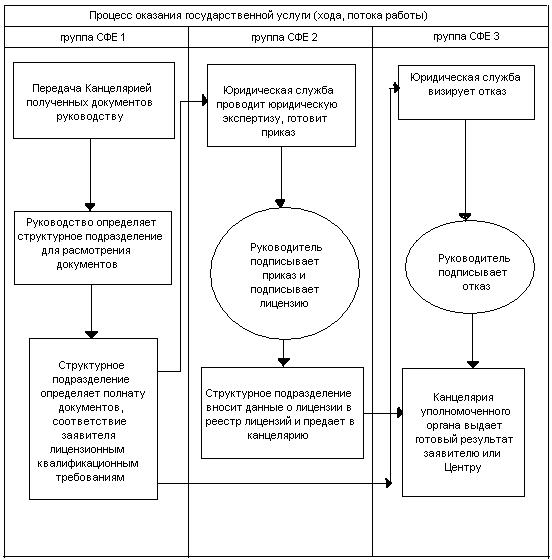 Процесс оказания государственной услуги (хода, потока работы)
группа СФЕ 1
группа СФЕ 2
группа СФЕ 3
Передача Канцелярией
полученных документов
руководству
Руководство определяет
структурное подразделение
для расмотрения
документов
Структурное
подразделение
определяет полнату
документов,
соответствие
заявителя
лицензионным
квалификационным
требованиям
Юридическая служба
проводит юридическую
экспертизу, готовит
приказ
Руководитель
подписывает
приказ и
подписывает
лицензию
Структурное подразделение
вносит данные о лицензии в
реестр лицензий и предает в
канцелярию
Юридическая служба
визирует отказ
Руководитель
подписывает
отказ
Канцелярия
уполномоченного
органа выдает
готовый результат
заявителю или
Центру